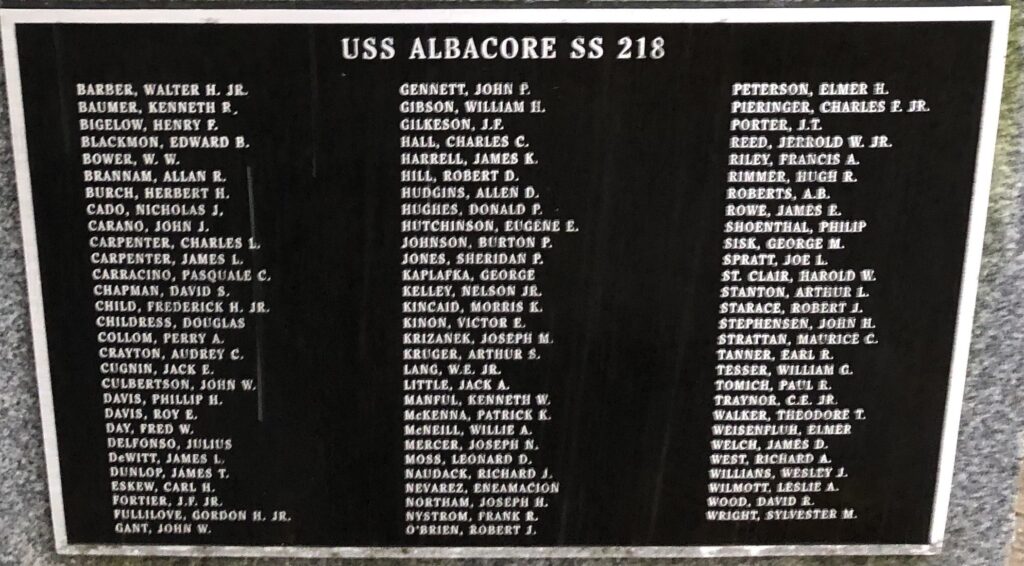 USS ALBACORE SS 218
BARBER, WALTER H. JR.
BAUMER, KENNETH R.
BIGELOW, HENRY F.
BLACKMON, EDWARD B.
BOWER, W. W.
BRANNAM, ALLAN R.
BURCH, HERBERT H.
CADO, NICHOLAS J.
CARANO, JOHN J.
CARPENTER, CHARLES L.
CARPENTER, JAMES L.
CARRACINO, PASQUALE C.
CHAPMAN, DAVID S.
CHILD, FREDERICK H. JR.
CHILDRESS, DOUGLAS
COLLOM, PERRY A.
CRAYTON, AUDREY C.
CUGNIN, JACK E.
CULBERTSON, JOHN W.
DAVIS, PHILLIP H.
DAVIS, ROY E.
DAY, FRED W.
DELFONSO, JULIUS
DeWITT, JAMES L.
DUNLOP, JAMES T.
ESKEW, CARL H.
FORTIER, J.F. JR.
FULLILOVE, GORDON H. JR.
GANT, JOHN W.
GENNETT, JOHN P.
GIBSON, WILLIAM H.
GILKESON, J.F.
HALL, CHARLES C.
HARRELL, JAMES K.
HILL, ROBERT D.
HUDGINS, ALLEN D.
HUGHES, DONALD P.
HUTCHINSON, EUGENE E.
JOHNSON, BURTON P.
JONES, SHERIDAN P.
KAPLAFKA, GEORGE
KELLEY, NELSON JR.
KINCAID, MORRIS K.
KINON, VICTOR E.
KRIZANEK, JOSEPH M.
KRUGER, ARTHUR S.
LANG, W.E. JR.
LITTLE, JACK A.
MANFUL, KENNETH W.
McKENNA, PATRICK K.
McNEILL, WILLIE A.
MERCER, JOSEPH N.
MOSS, LEONARD D.
NAUDACK, RICHARD J.
NEVAREZ, ENEAMACION
NORTHAM, JOSEPH H.
NYSTROM, FRANK R.
O'BRIEN, ROBERT J.
PETERSON, ELMER H.
PIERINGER, CHARLES F. JR.
PORTER, J.T.
REED, JERROLD W. JR.
RILEY, FRANCIS A.
RIMMER, HUGH R.
ROBERTS, A.B.
ROWE, JAMES E.
SHOENTHAL, PHILIP
SISK, GEORGE M.
SPRATT, JOE L.
ST. CLAIR, HAROLD W.
STANTON, ARTHUR L.
STARACE, ROBERT J.
STEPHENSEN, JOHN H.
STRATTAN, MAURICE C.
TANNER, EARL R.
TESSER, WILLIAM G.
TOMICH, PAUL R.
TRAYNOR, C.E. JR.
WALKER, THEODORE T.
WEISENFLUH, ELMER
WELCH, JAMES D.
WEST, RICHARD A.
WILLIANS, WESLEY J.
WILMOTT, LESLIE A.
WOOD, DAVID R.
WRIGHT, SYLVESTER M.